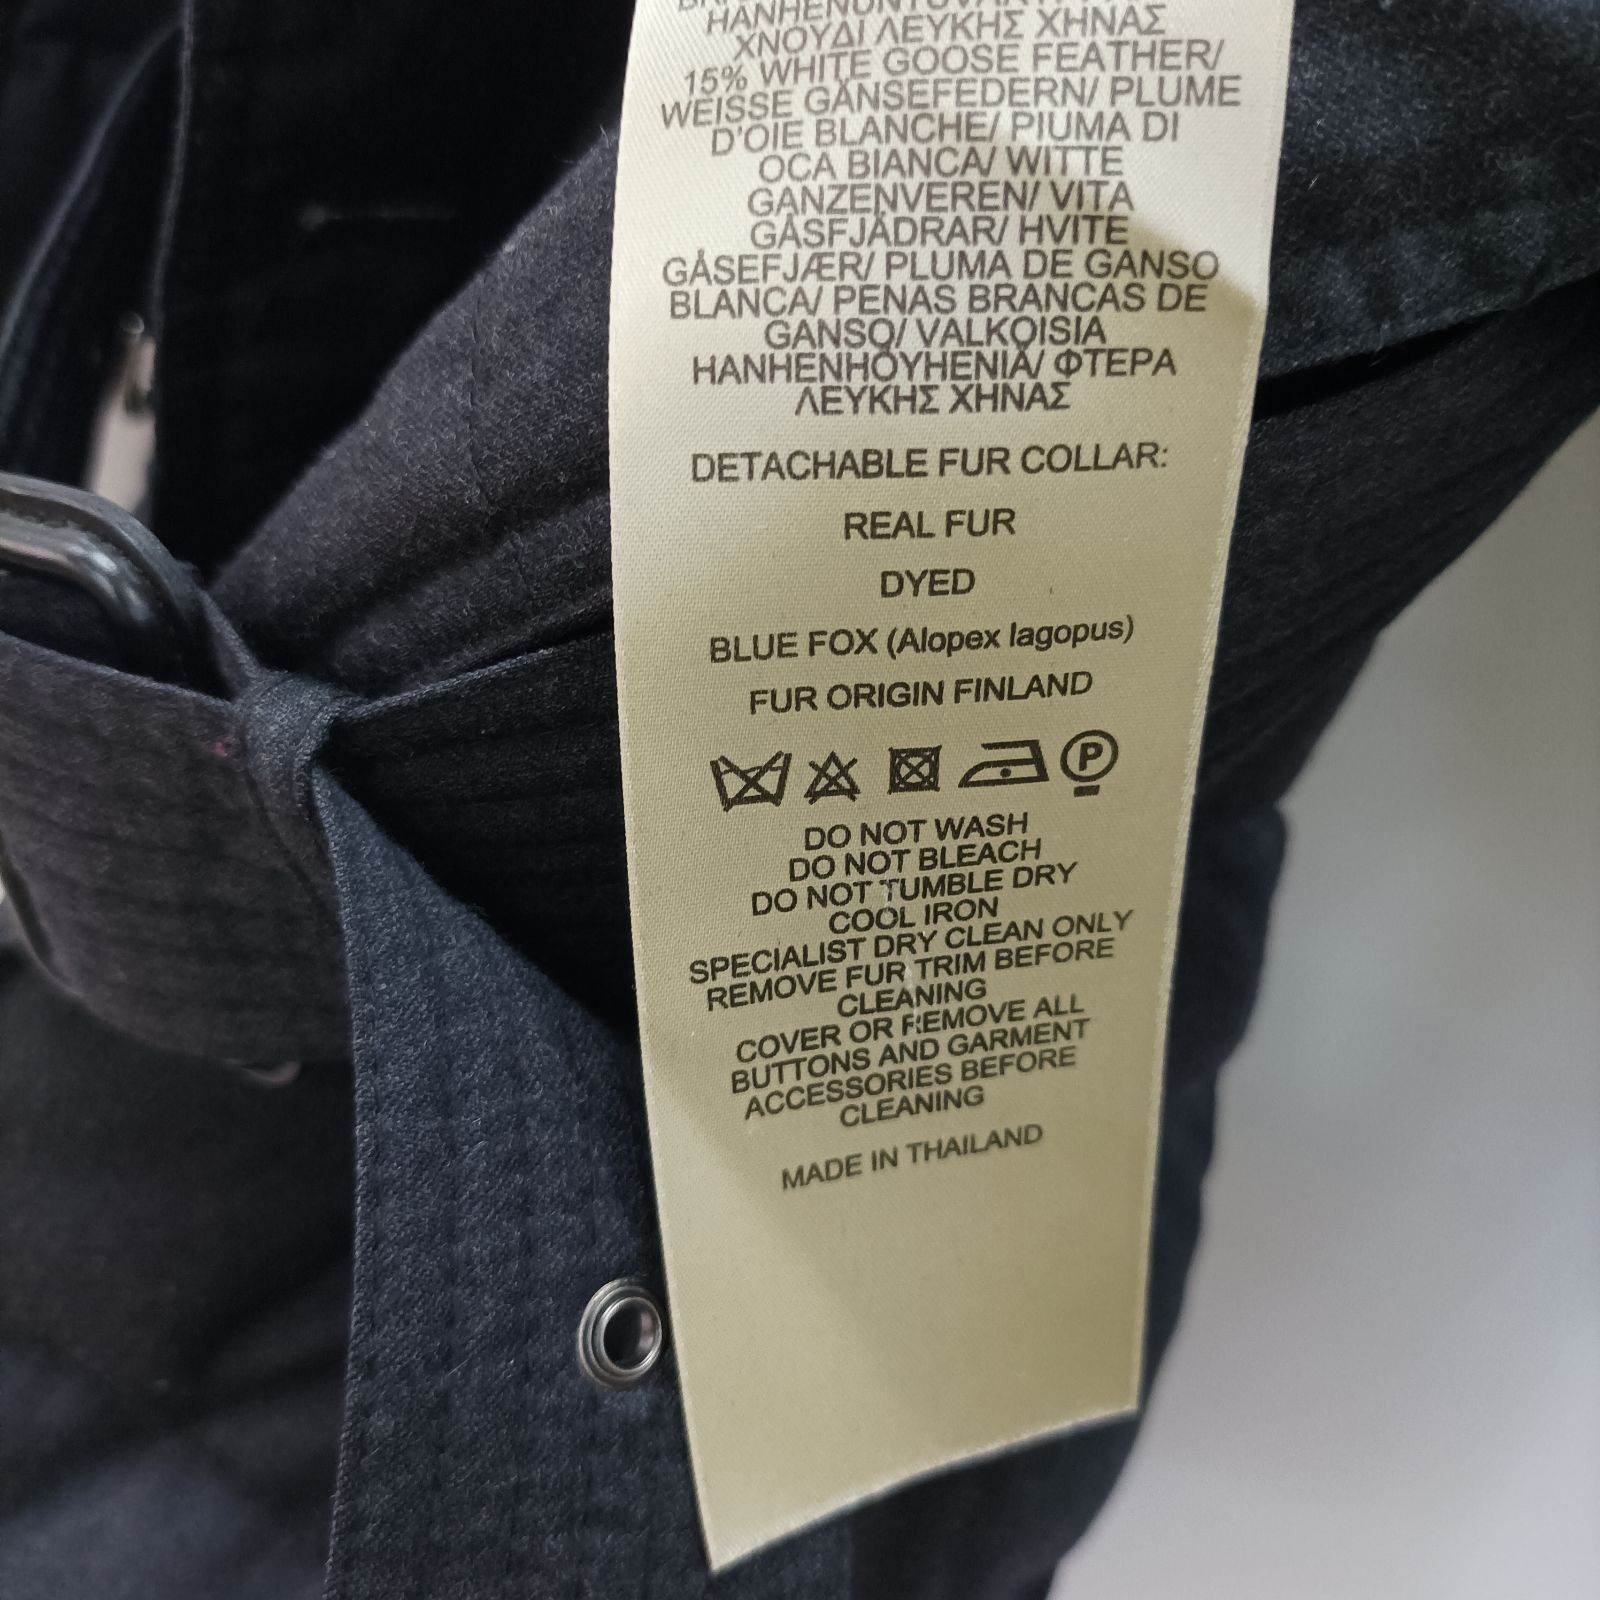 ΧΝΟΥΔΙ ΛΕΥΚΗΣ ΧΗΝΑΣ
15% WHITE GOOSE FEATHER/
WEISSE GÄNSEFEDERN/ PLUME
D'OIE BLANCHE/ PIUMA DI
OCA BIANCA/ WITTE
GANZENVEREN/ VITA
GÅSFJÄDRAR/ HVITE
GÅSEFJÆR/ PLUMA DE GANSO
BLANCA/ PENAS BRANCAS DE
GANSO/ VALKOISIA
HANHENHÖYHENIÄ/ ΦΤΕΡΑ
ΛΕΥΚΗΣ ΧΗΝΑΣ
DETACHABLE FUR COLLAR:
REAL FUR
DYED
BLUE FOX (Alopex lagopus)
FUR ORIGIN FINLAND
P
DO NOT WASH
DO NOT BLEACH
DO NOT TUMBLE DRY
COOL IRON
SPECIALIST DRY CLEAN ONLY
REMOVE FUR TRIM BEFORE
CLEANING
COVER OR REMOVE ALL
BUTTONS AND GARMENT
ACCESSORIES BEFORE
CLEANING
MADE IN THAILAND